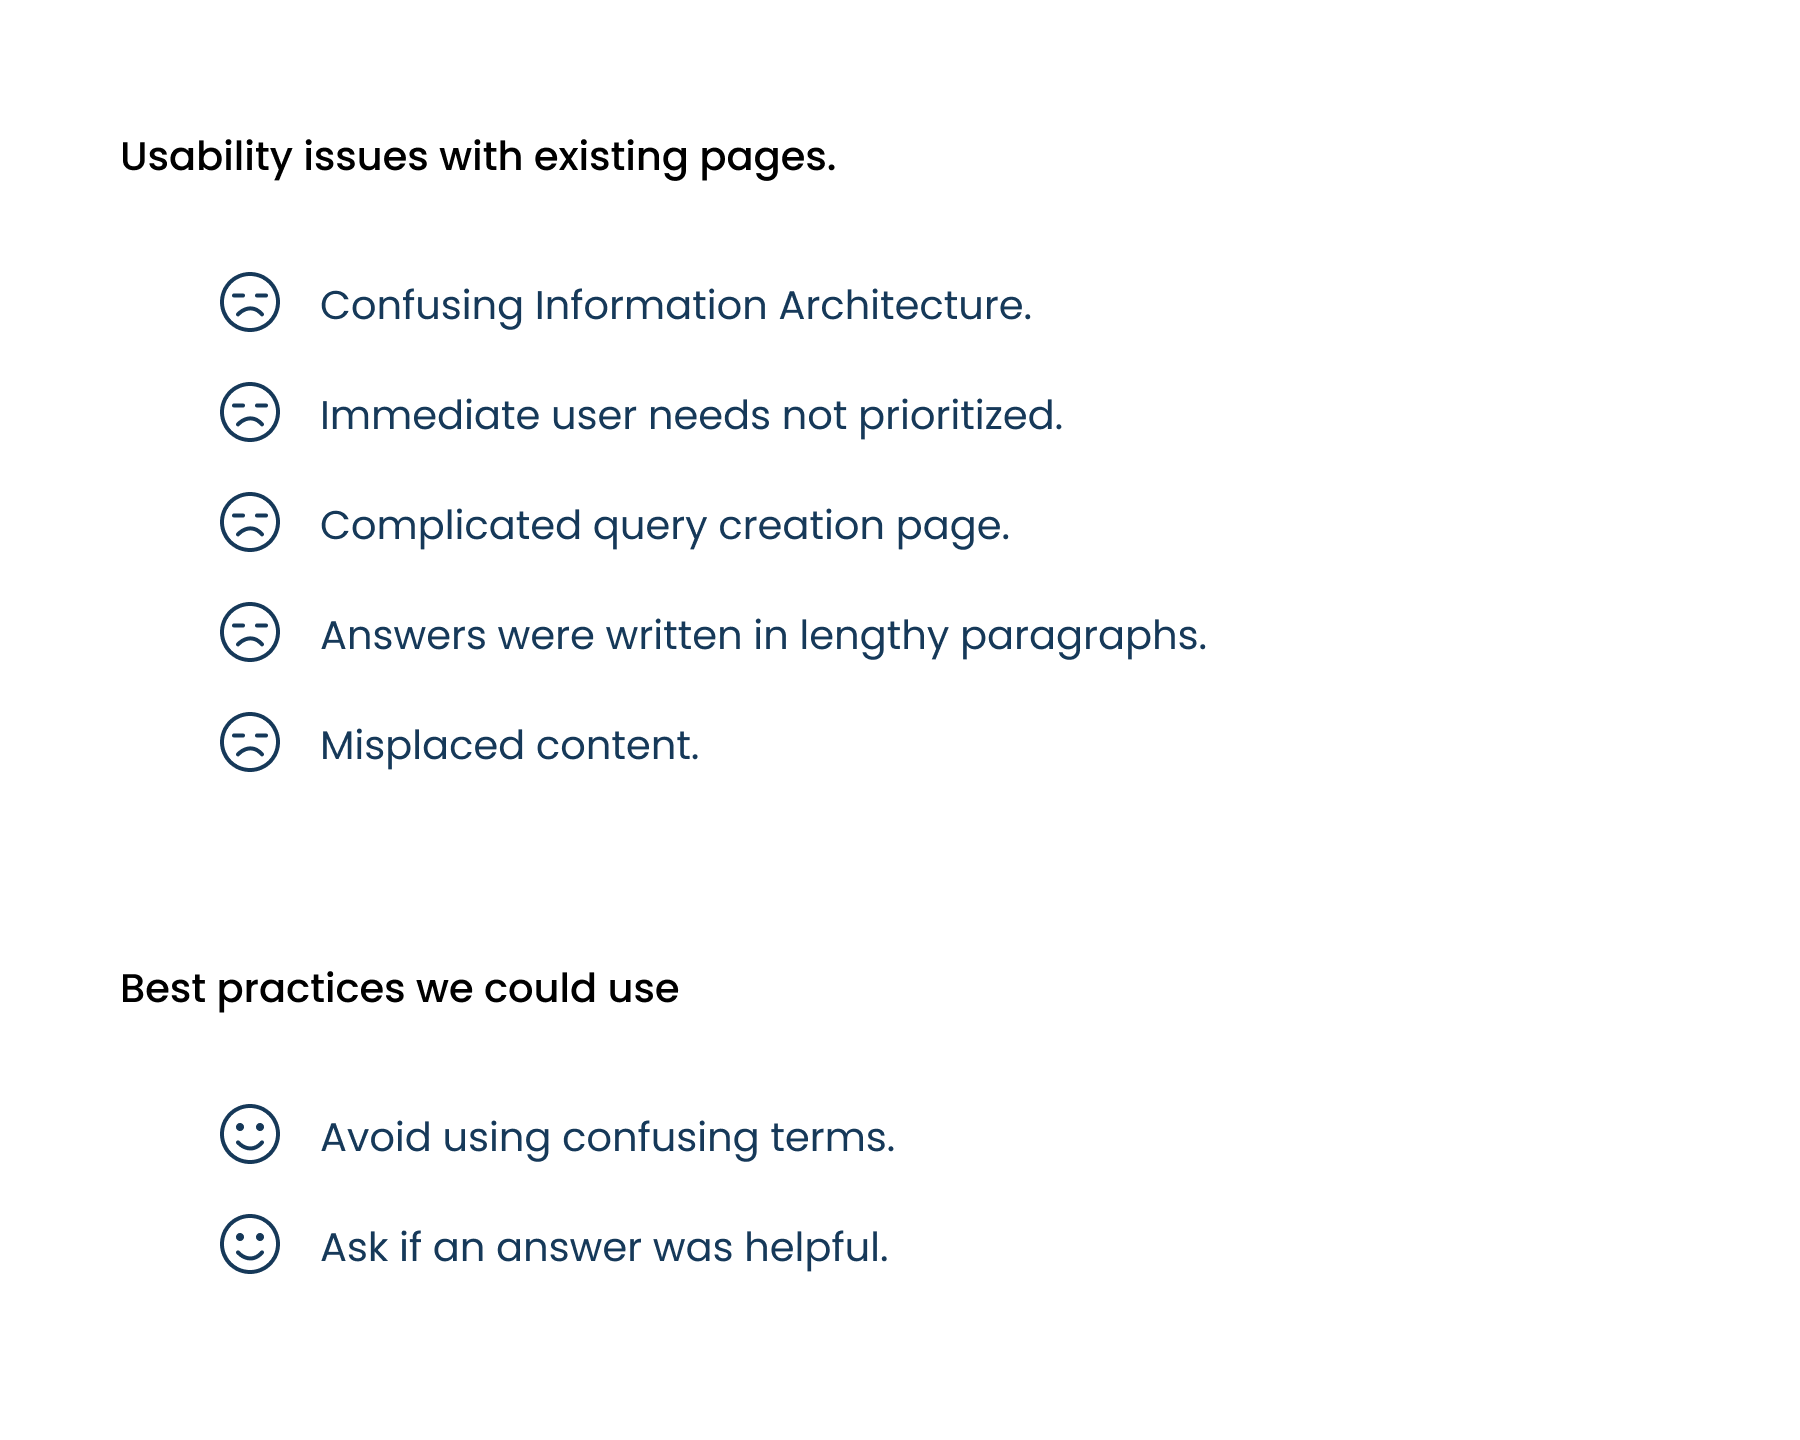 Usability issues with existing pages.
Confusing Information Architecture.
Immediate user needs not prioritized.
Complicated query creation page.
Answers were written in lengthy paragraphs.
Misplaced content.
Best practices we could use
Avoid using confusing terms.
Ask if an answer was helpful.